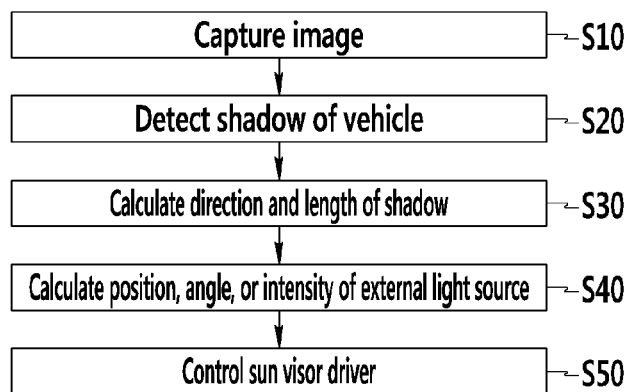 Capture image S10
Detect shadow of vehicle S20
Calculate direction and length of shadow S30
Calculate position, angle, or intensity of external light source S40
Control sun visor driver S50